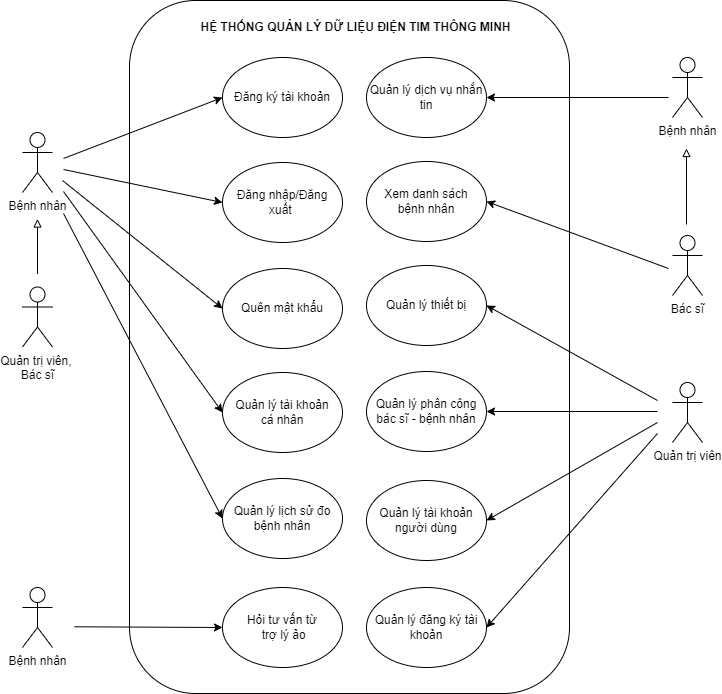 HỆ THỐNG QUẢN LÝ DỮ LIỆU ĐIỆN TIM THÔNG MINH
Đăng ký tài khoản
Quản lý dịch vụ nhắn
tin
Bệnh nhân
Bệnh nhân
Đăng nhập/Đăng
xuất
Xem danh sách
bệnh nhân
Quên mật khẩu
Quản lý thiết bị
Bác sĩ
Quản trị viên,
Bác sĩ
Quản lý tài khoản
cá nhân
Quản lý phân công
bác sĩ - bệnh nhân
Quản trị viên
Quản lý lịch sử đo
bệnh nhân
Quản lý tài khoản
người dùng
Bệnh nhân
Hỏi tư vấn từ
trợ lý ảo
Quản lý đăng ký tài
khoản